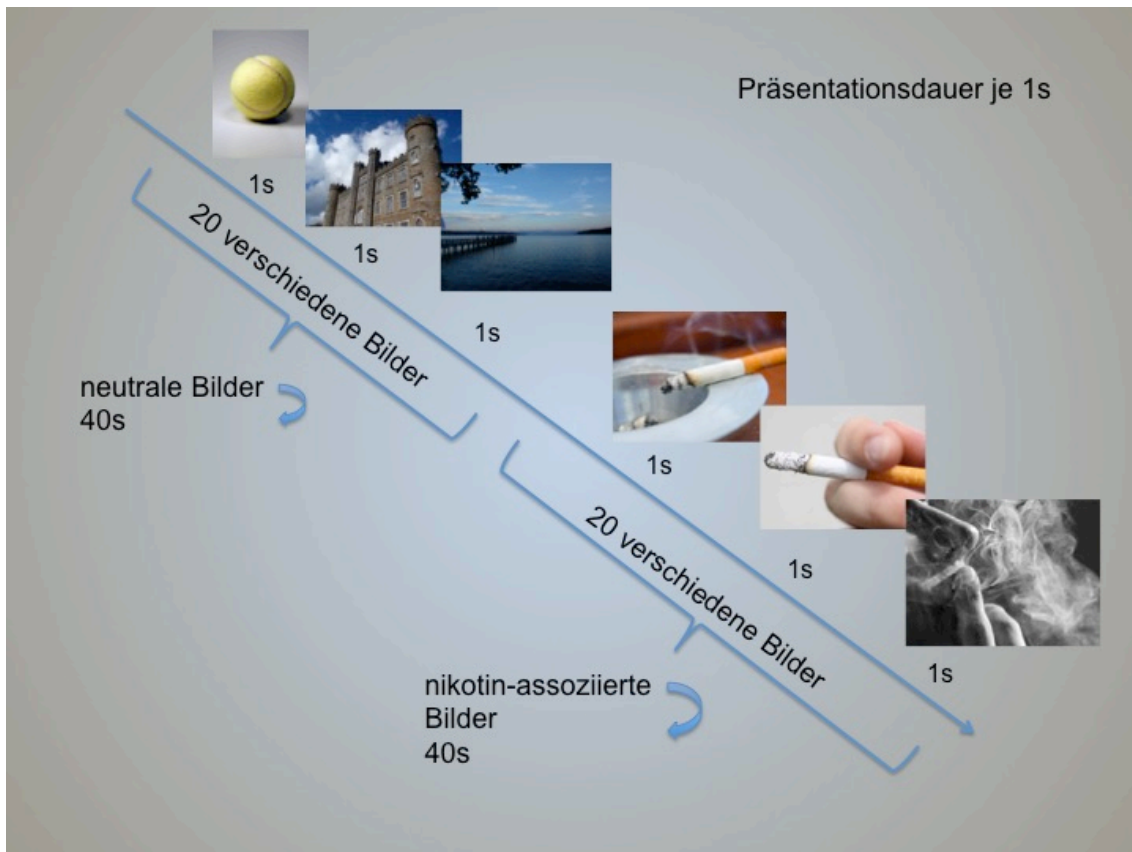 Präsentationsdauer je 1s
1s
1s
1s
20 verschiedene Bilder
neutrale Bilder
40s
1s
1s
1s
20 verschiedene Bilder
nikotin-assoziierte
Bilder
40s